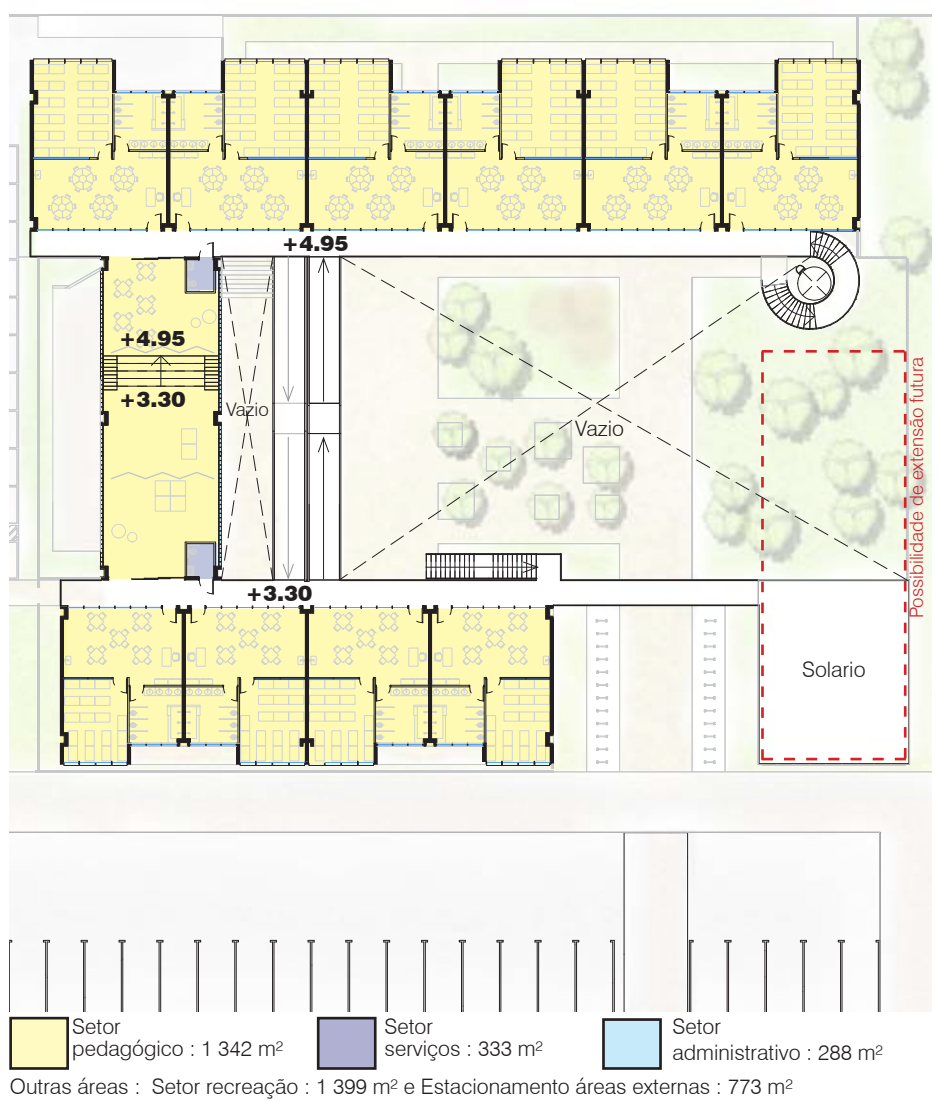 +4.95
+4.95
+3.30
Vazio
Vazio
Possibilidade de extensão futura
+3.30
Solario
Setor
pedagógico : 1 342 m²
Setor
serviços : 333 m²
Setor
administrativo : 288 m²
Outras áreas : Setor recreação : 1 399 m² e Estacionamento áreas externas : 773 m²